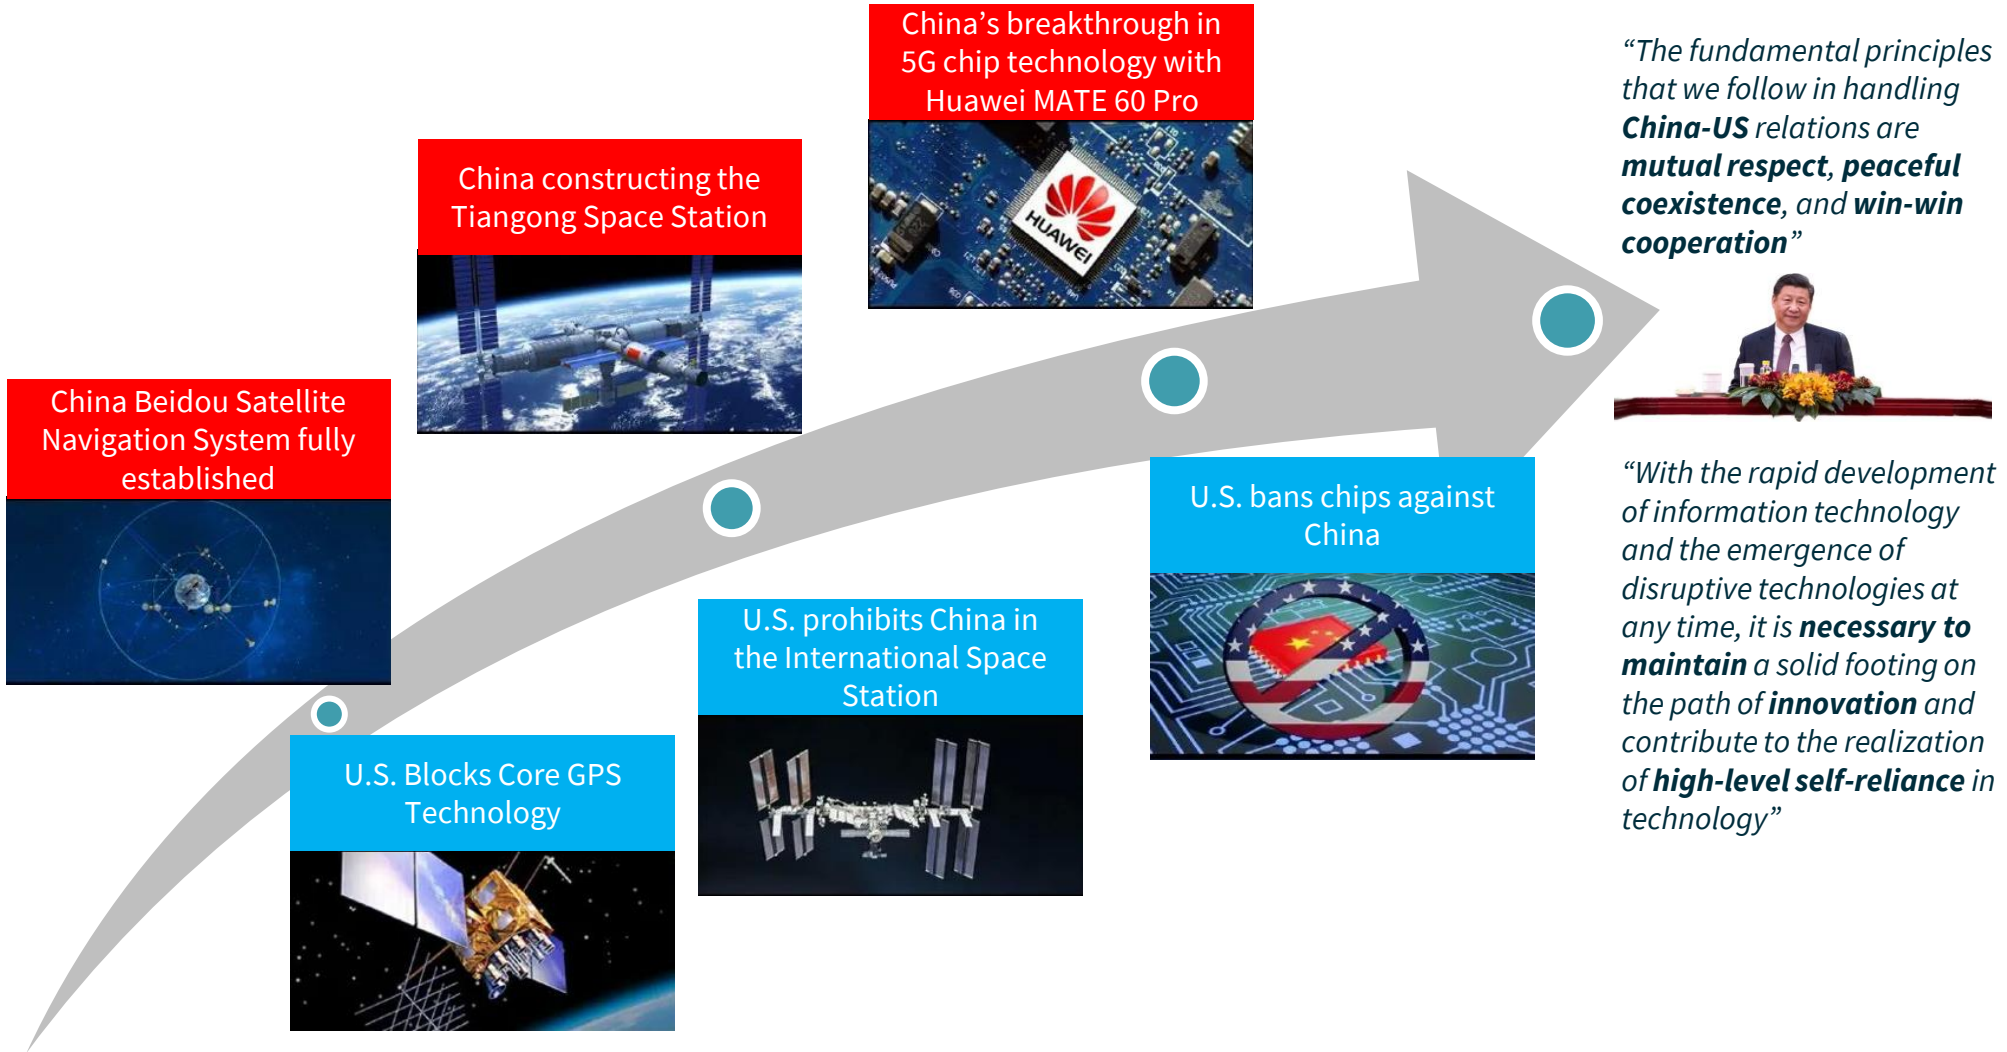 China’s breakthrough in
5G chip technology with
Huawei MATE 60 Pro
HUAWEI
China constructing the
Tiangong Space Station
China Beidou Satellite
Navigation System fully
established
U.S. Blocks Core GPS
Technology
U.S. prohibits China in
the International Space
Station
U.S. bans chips against
China
“The fundamental principles
that we follow in handling
China-US relations are
mutual respect, peaceful
coexistence, and win-win
cooperation”
“With the rapid development
of information technology
and the emergence of
disruptive technologies at
any time, it is necessary to
maintain a solid footing on
the path of innovation and
contribute to the realization
of high-level self-reliance in
technology”